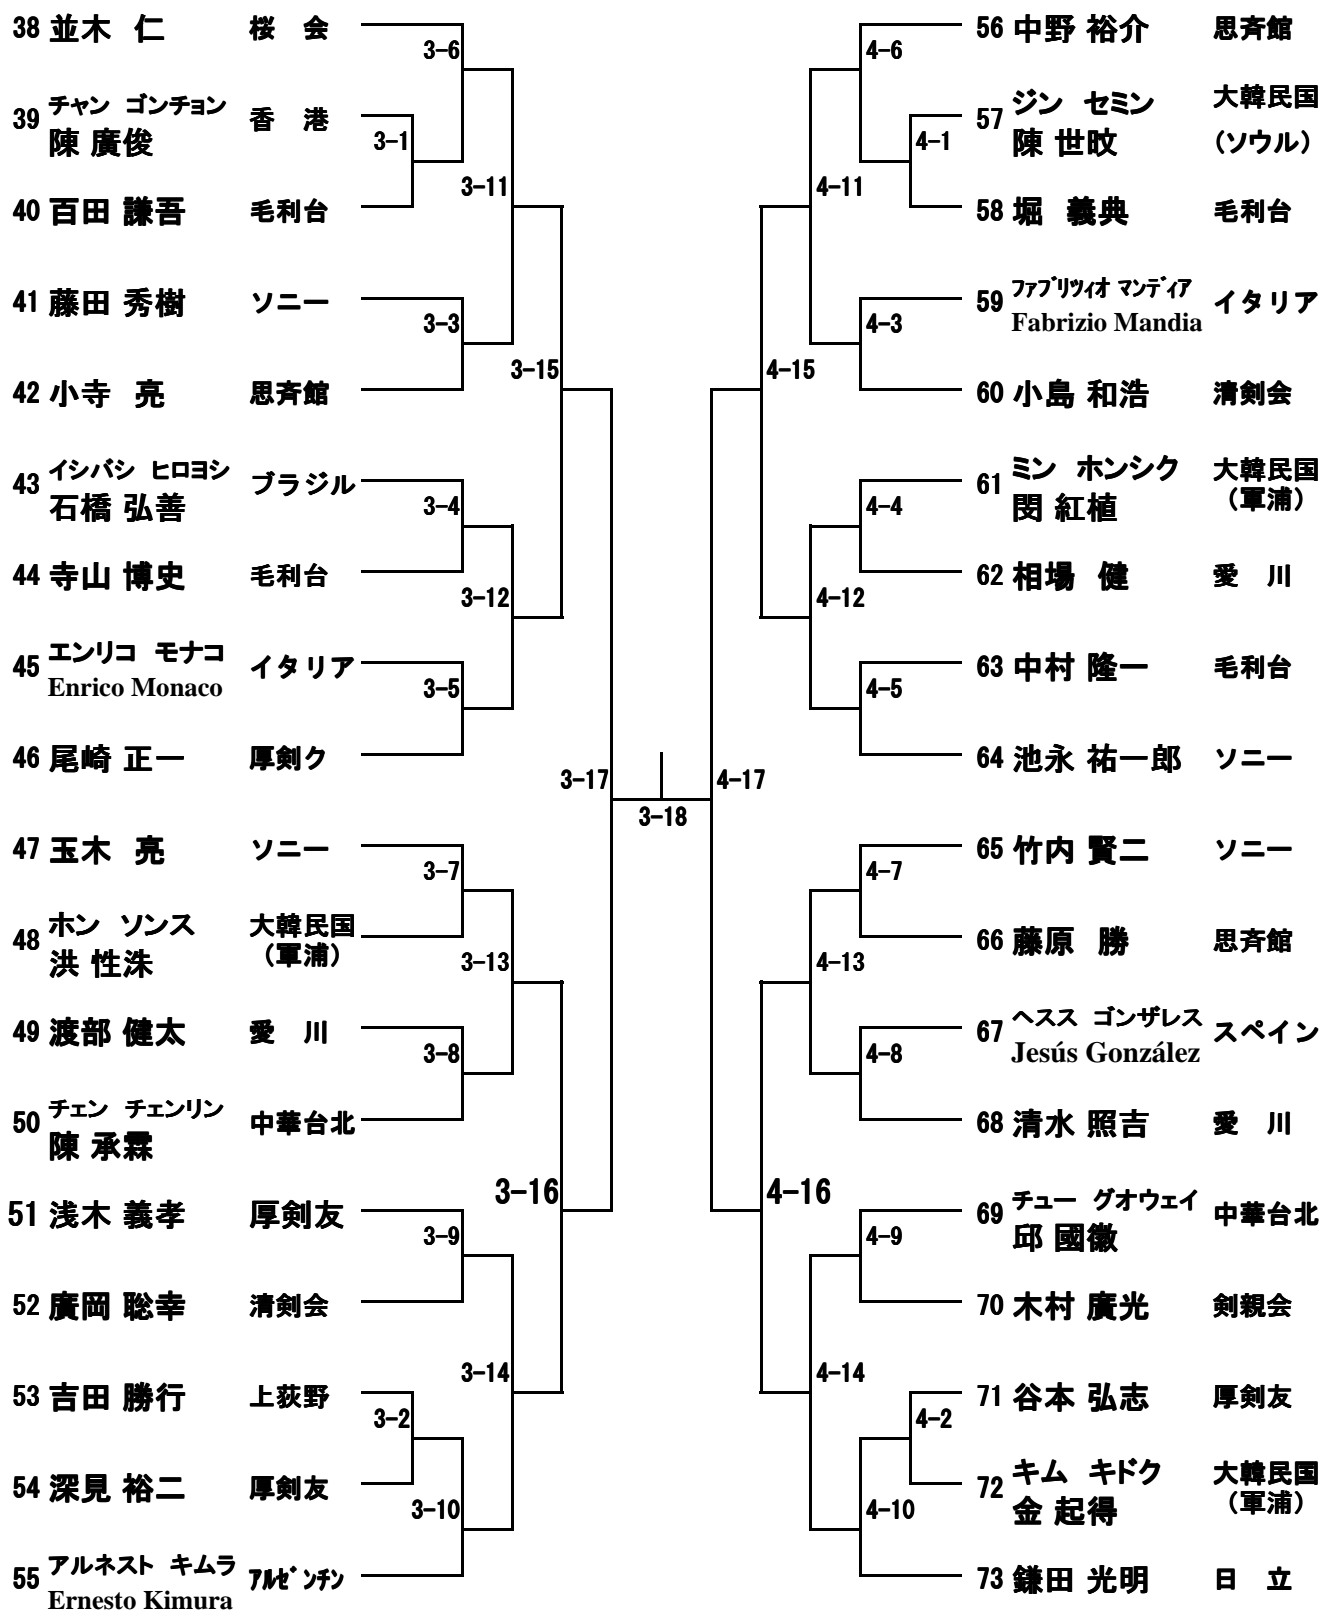 38 並木 仁 桜 会
3-6
チャン ゴンチョン
39 陳 廣俊 香 港
3-1
3-11
40 百田 謙吾 毛利台
41 藤田 秀樹 ソニー
3-3
3-15
42 小寺 亮 思斉館
イシバシ ヒロヨシ
43 石橋 弘善 ブラジル
3-4
44 寺山 博史 毛利台
3-12
エンリコ モナコ
45 Enrico Monaco イタリア
3-5
46 尾崎 正一 厚剣ク
3-17
47 玉木 亮 ソニー
3-7
ホン ソンス 大韓民国
48 洪 性洙 (軍浦)
3-13
49 渡部 健太 愛 川
3-8
チェン チェンリン
50 陳 承霖 中華台北
3-16
51 浅木 義孝 厚剣友
3-9
52 廣岡 聡幸 清剣会
3-14
53 吉田 勝行 上荻野
3-2
54 深見 裕二 厚剣友
3-10
アルネスト キムラ
55 Ernesto Kimura アルゼンチン
3-18
56 中野 裕介 思斉館
4-6
ジン セミン 大韓民国
57 陳 世旼 (ソウル)
4-1
4-11
58 堀 義典 毛利台
ファブリツィオ マンディア
59 Fabrizio Mandia イタリア
4-3
4-15
60 小島 和浩 清剣会
ミン ホンシク 大韓民国
61 閔 紅植 (軍浦)
4-4
62 相場 健 愛 川
4-12
63 中村 隆一 毛利台
4-5
64 池永 祐一郎 ソニー
4-17
65 竹内 賢二 ソニー
4-7
66 藤原 勝 思斉館
4-13
ヘスス ゴンザレス
67 Jesús González スペイン
4-8
68 清水 照吉 愛 川
4-16
チュー グオウェイ
69 邱 國徽 中華台北
4-9
70 木村 廣光 剣親会
4-14
71 谷本 弘志 厚剣友
4-2
キム キドク 大韓民国
72 金 起得 (軍浦)
4-10
73 鎌田 光明 日 立